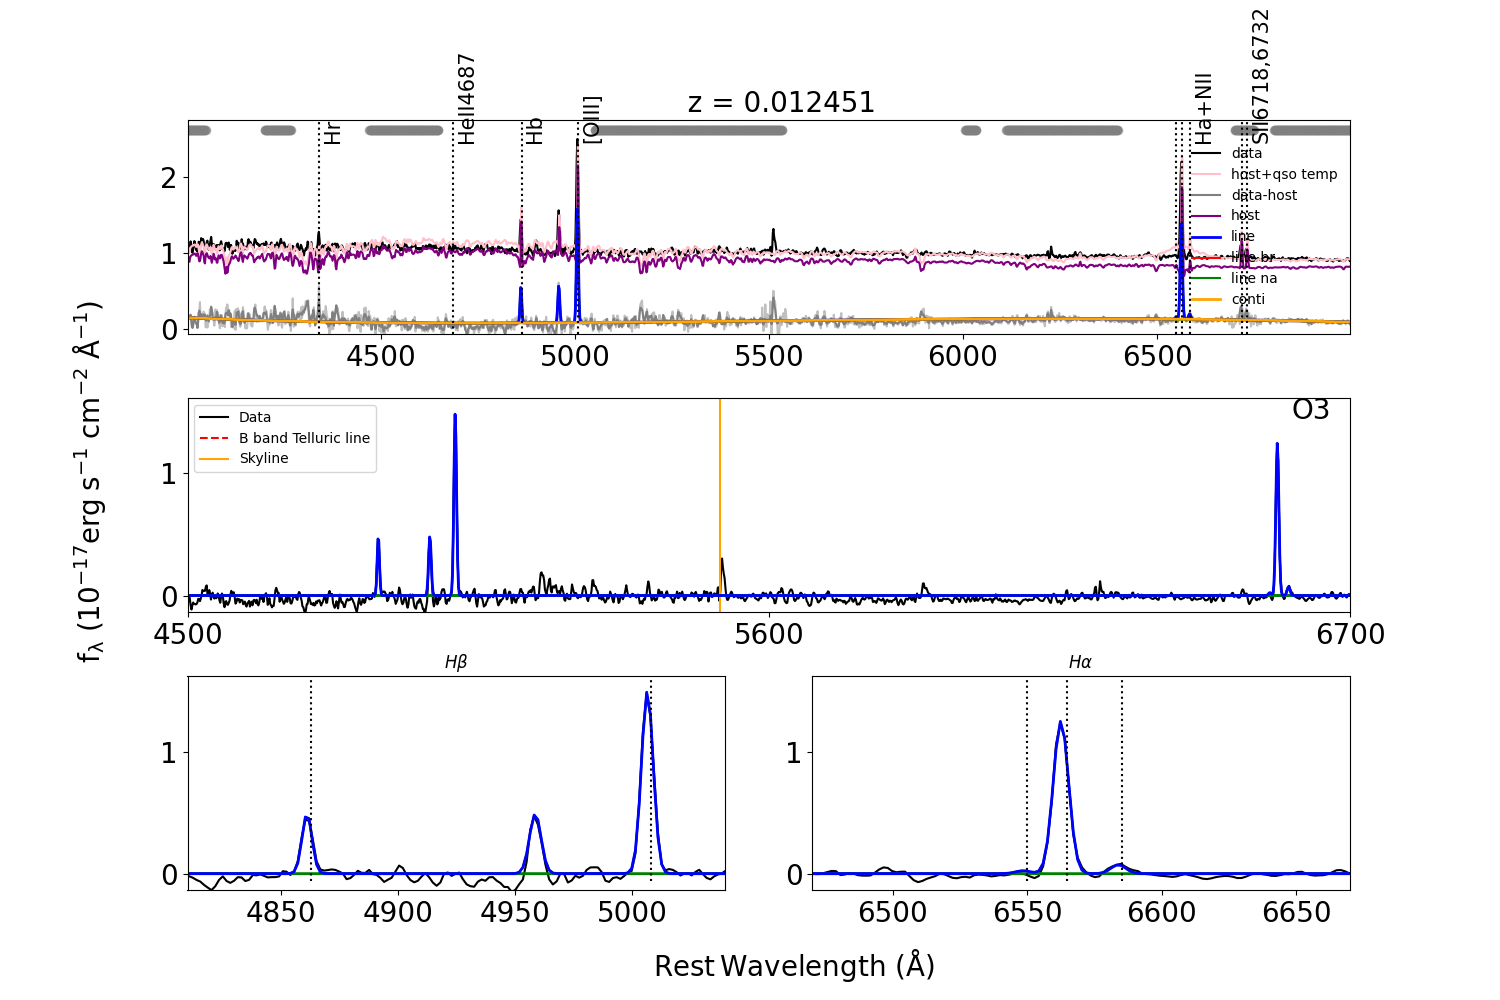 z = 0.012451
Hr
HeII4687
Hb
[OIII]
Ha+NII
SII6718,6732
data
host+qso temp
data-host
host
line
line br
line na
conti
2
1
0
4500
5000
5500
6000
6500
fλ (10⁻¹⁷erg s⁻¹ cm⁻² Å⁻¹)
O3
Data
B band Telluric line
Skyline
1
0
4500
5600
6700
Hβ
1
0
4850
4900
4950
5000
Hα
1
0
6500
6550
6600
6650
Rest Wavelength (Å)